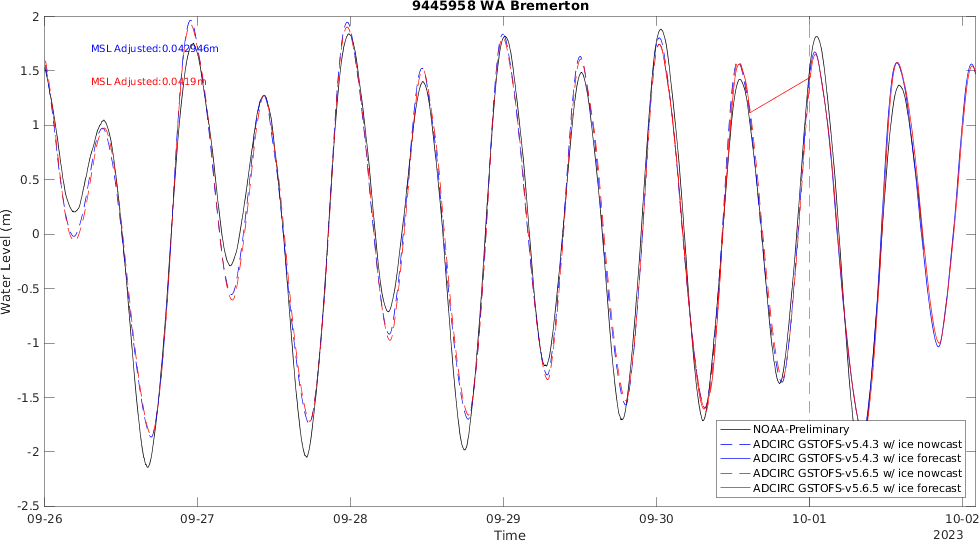 9445958 WA Bremerton
MSL Adjusted:0.042946m
MSL Adjusted:0.0419m
Water Level (m)
2
1.5
1
0.5
0
-0.5
-1
-1.5
-2
-2.5
NOAA-Preliminary
ADCIRC GSTOFS-v5.4.3 w/ ice nowcast
ADCIRC GSTOFS-v5.4.3 w/ ice forecast
ADCIRC GSTOFS-v5.6.5 w/ ice nowcast
ADCIRC GSTOFS-v5.6.5 w/ ice forecast
09-26 09-27 09-28 09-29 09-30 10-01 10-02
Time
2023